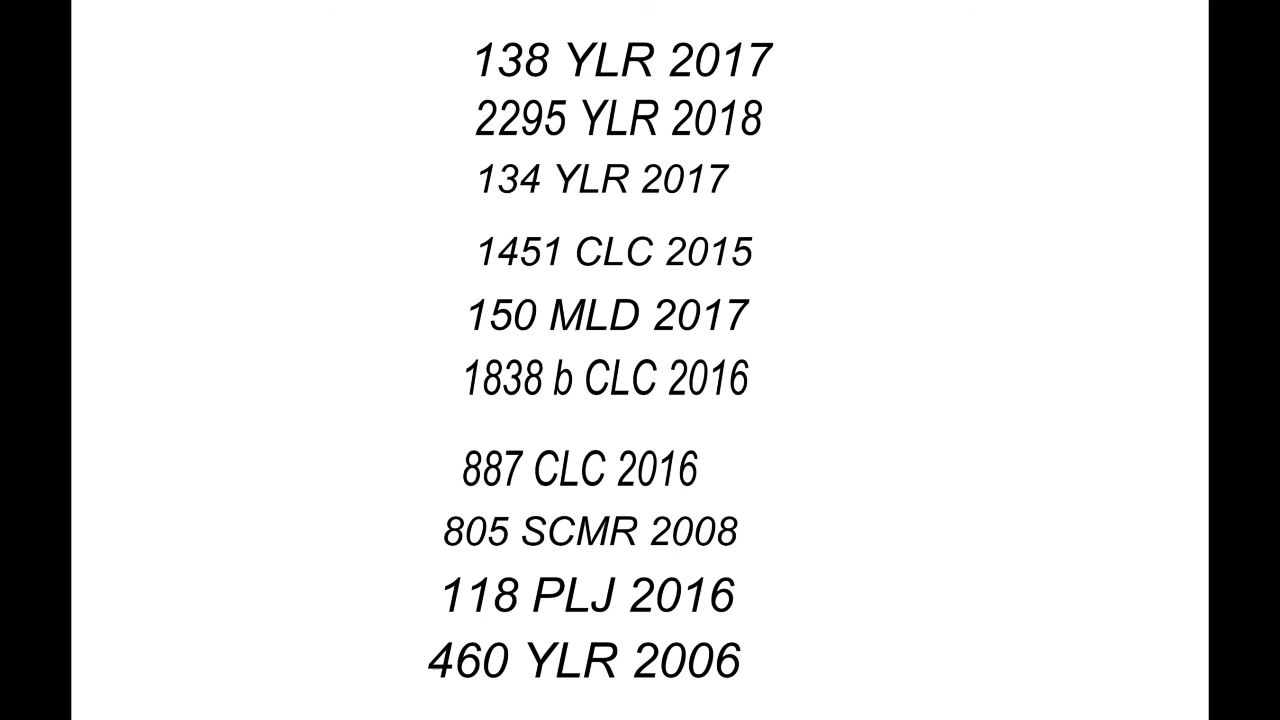 138 YLR 2017
2295 YLR 2018
134 YLR 2017
1451 CLC 2015
150 MLD 2017
1838 b CLC 2016
887 CLC 2016
805 SCMR 2008
118 PLJ 2016
460 YLR 2006